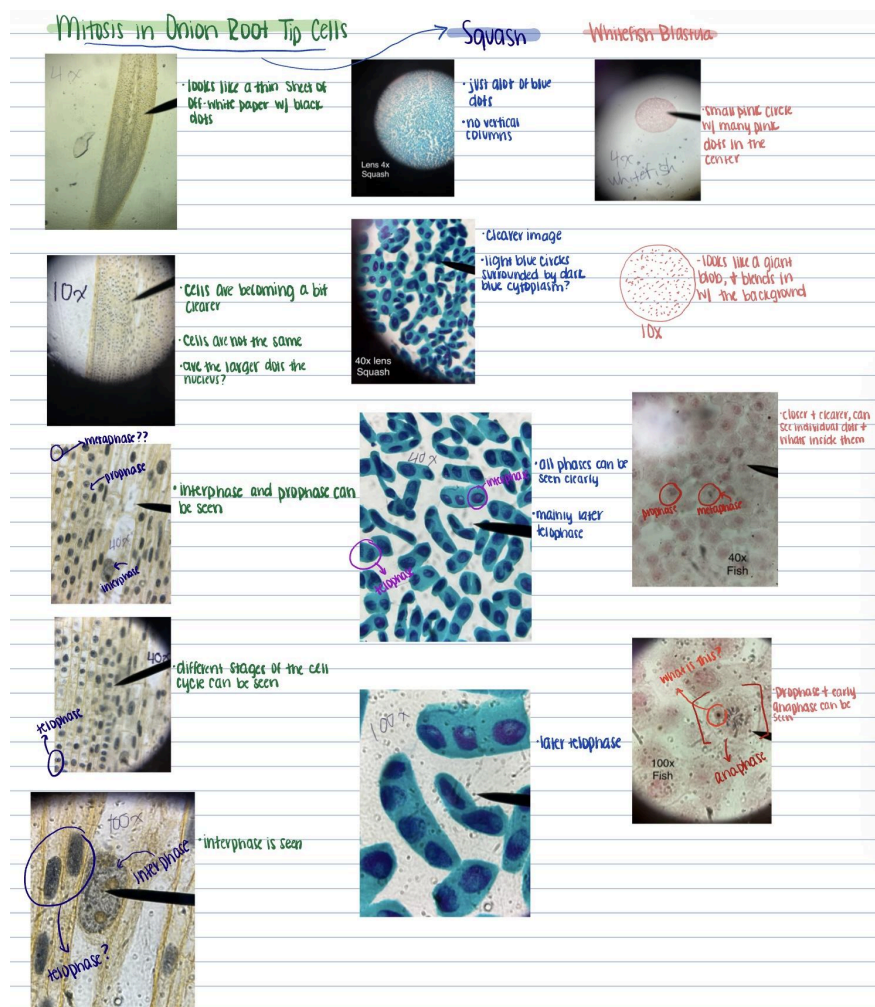 Mitosis in Onion Root Tip Cells
Squash
Whitefish Blastula
4x
• looks like a thin sheet of
off-white paper w/ black
dots
Lens 4x
Squash
• just alot of blue
dots
• no vertical
columns
4x
whitefish
• small pink circle
w/ many pink
dots in the
center
10x
• cells are becoming a bit
clearer
• cells are not the same
• are the larger dots the
nucleus?
40x lens
Squash
• clearer image
• light blue circles
surrounded by dark
blue cytoplasm?
10x
• looks like a giant
blob, + blends in
w/ the background
metaphase??
prophase
40x
interphase
• interphase and prophase can
be seen
40x
interphase
telophase
• all phases can be
seen clearly
• mainly later
telophase
prophase
metaphase
40x
Fish
• closer + clearer, can
see individual dots +
whats inside them
40x
telophase
• different stages of the cell
cycle can be seen
100x
• later telophase
what is this?
anaphase
100x
Fish
• prophase + early
anaphase can be
seen
100x
interphase
telophase?
• interphase is seen